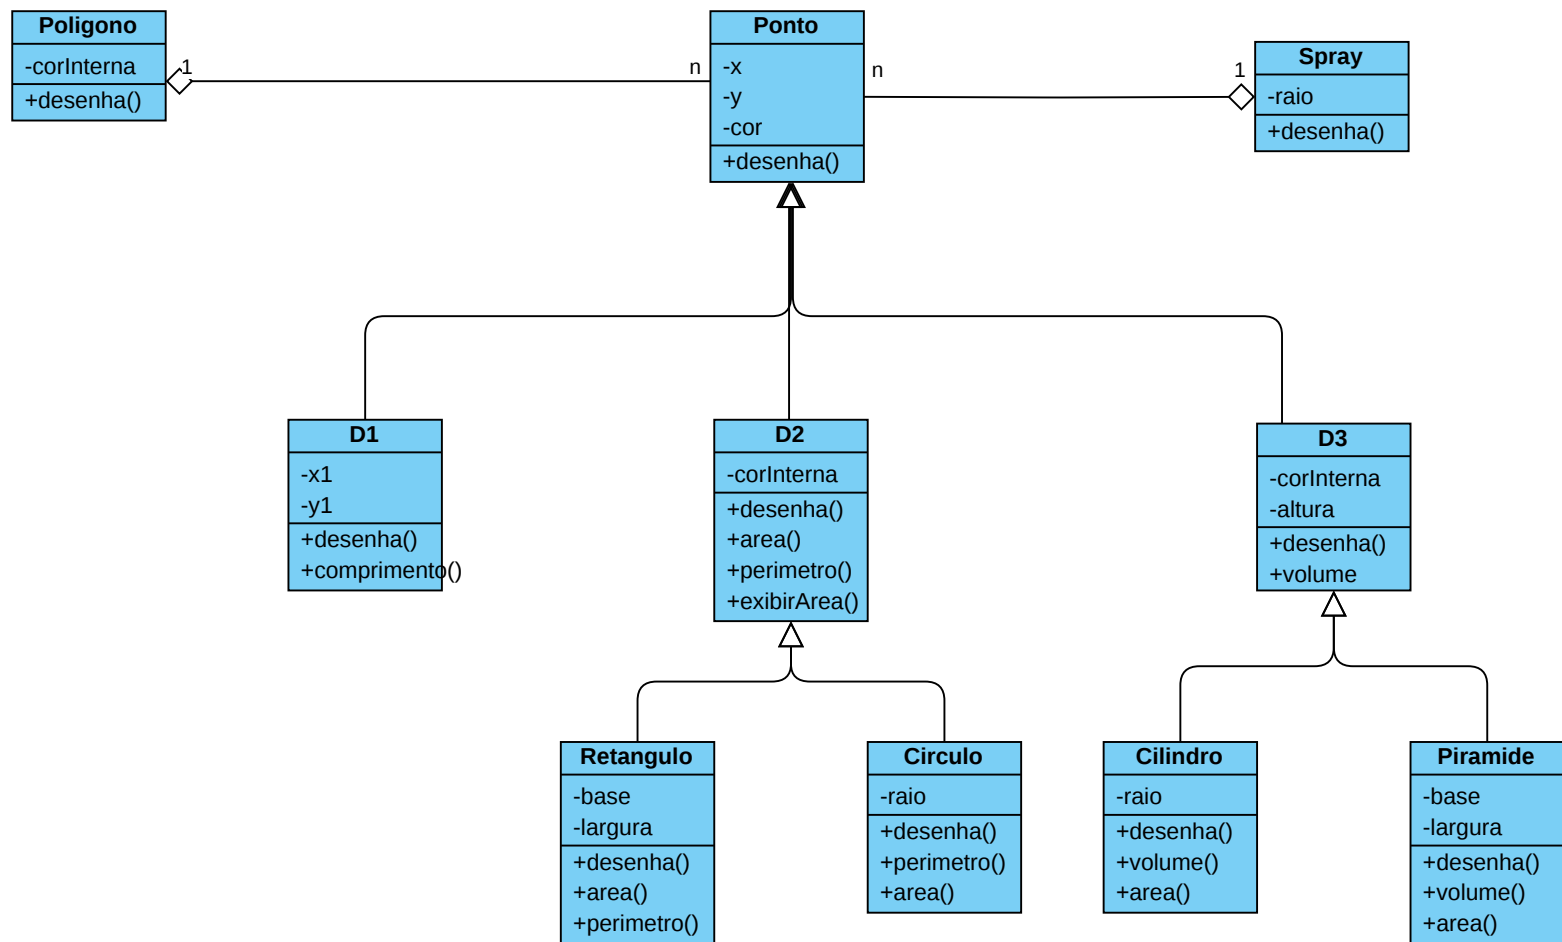 Poligono
-corInterna
+desenha()
1
n
Ponto
-x
-y
-cor
+desenha()
n
1
Spray
-raio
+desenha()
D1
-x1
-y1
+desenha()
+comprimento()
D2
-corInterna
+desenha()
+area()
+perimetro()
+exibirArea()
D3
-corInterna
-altura
+desenha()
+volume
Retangulo
-base
-largura
+desenha()
+area()
+perimetro()
Circulo
-raio
+desenha()
+perimetro()
+area()
Cilindro
-raio
+desenha()
+volume()
+area()
Piramide
-base
-largura
+desenha()
+volume()
+area()